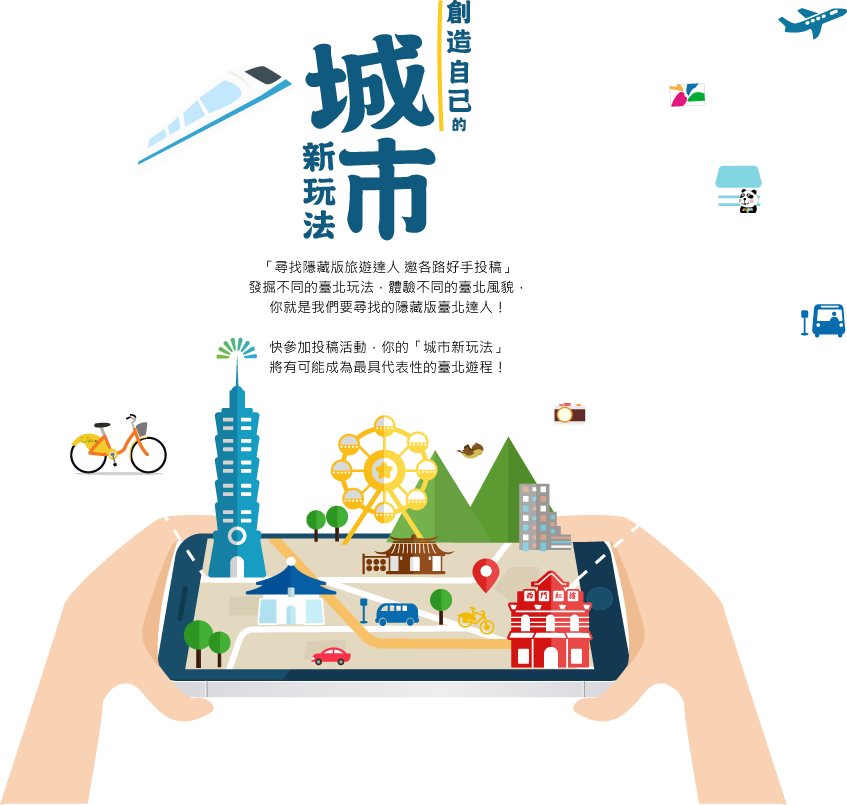 創造自己的
城市
新玩法
「尋找隱藏版旅遊達人 邀各路好手投稿」
發掘不同的臺北玩法，體驗不同的臺北風貌，
你就是我們要尋找的隱藏版臺北達人！
快參加投稿活動，你的「城市新玩法」
將有可能成為最具代表性的臺北遊程！
西門紅樓